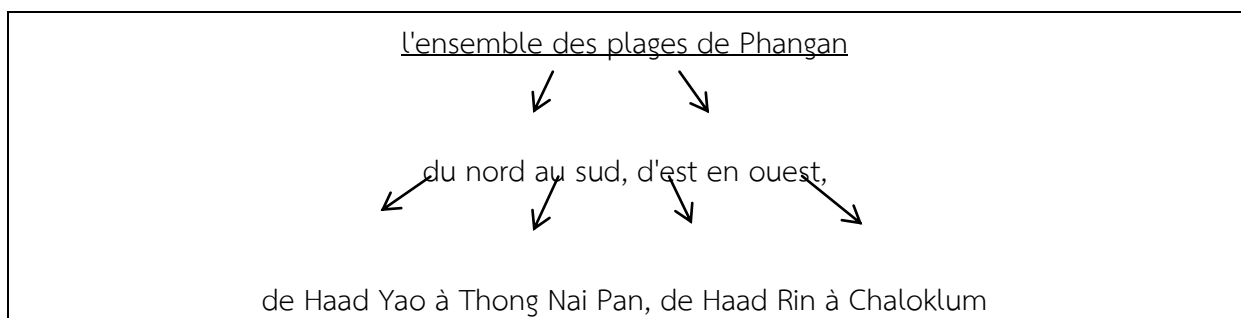 l'ensemble des plages de Phangan
du nord au sud, d'est en ouest,
de Haad Yao à Thong Nai Pan, de Haad Rin à Chaloklum